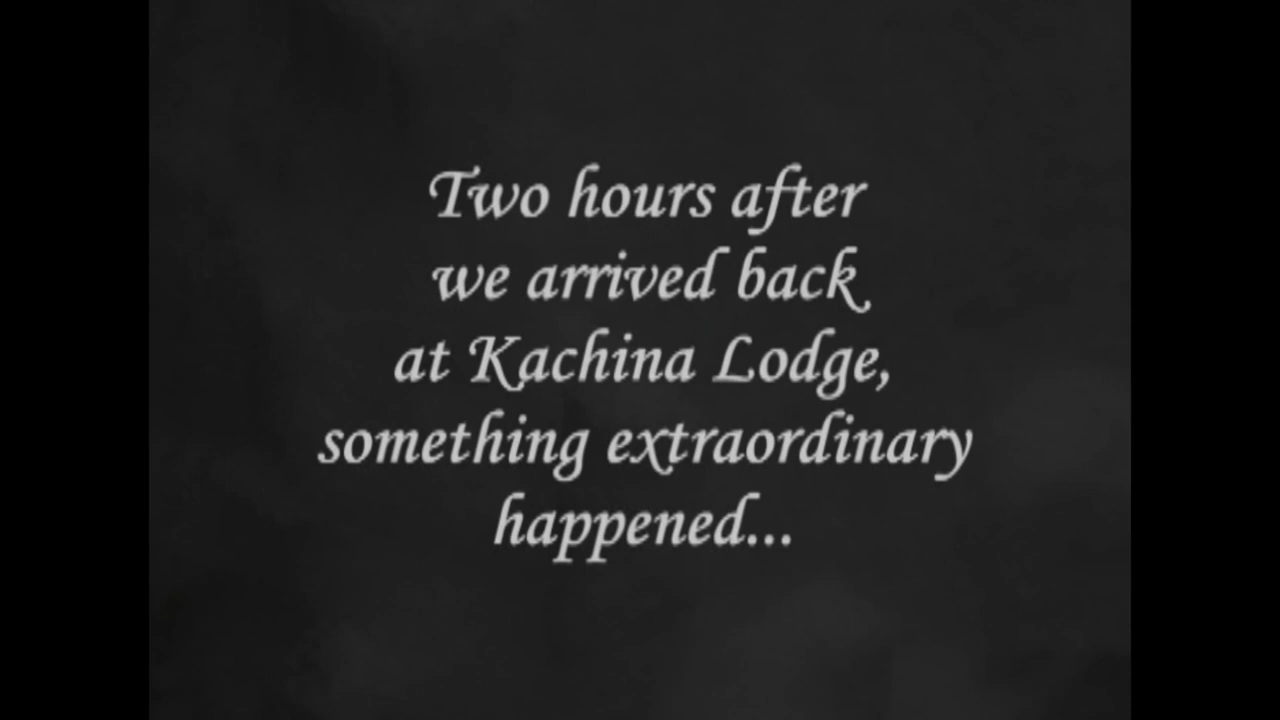 Two hours after
we arrived back
at Kachina Lodge,
something extraordinary
happened...